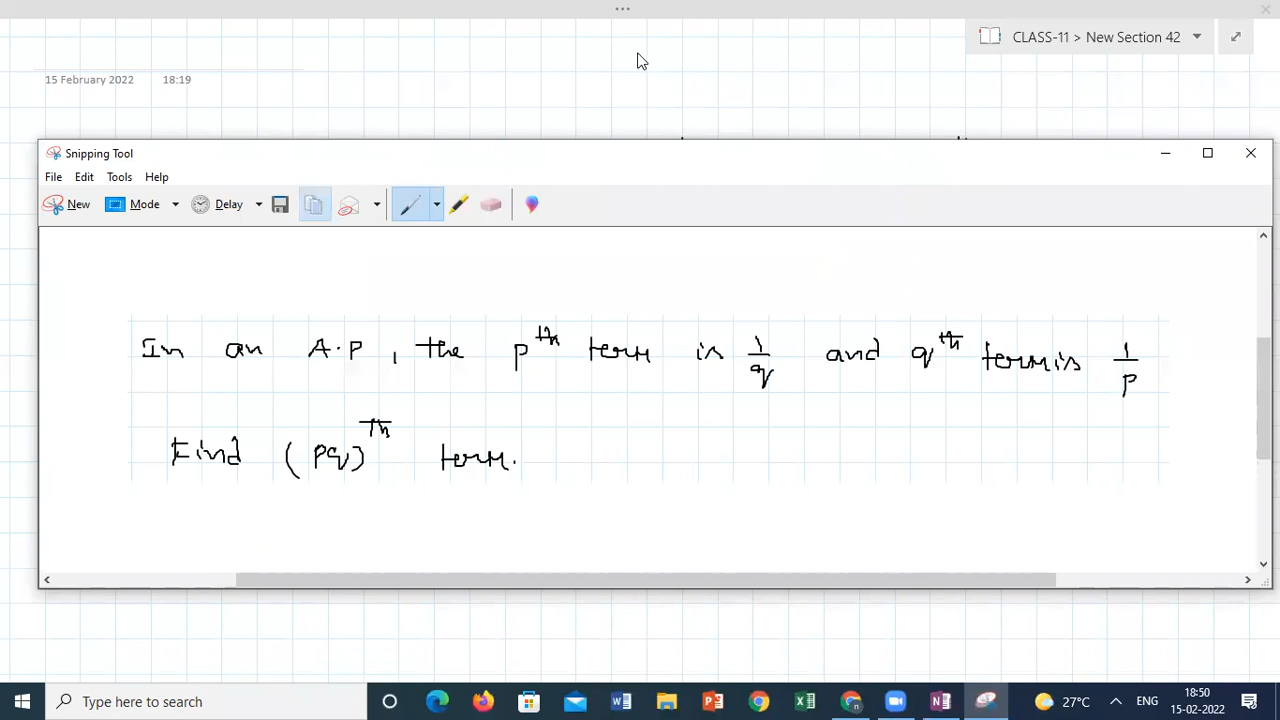 ...
CLASS-11 > New Section 42
15 February 2022 18:19
Snipping Tool
File Edit Tools Help
New Mode Delay
In an A.P, the p^th term is 1/q and q^th term is 1/p
Find (pq)^th term.
Type here to search
27°C ENG 18:50
15-02-2022